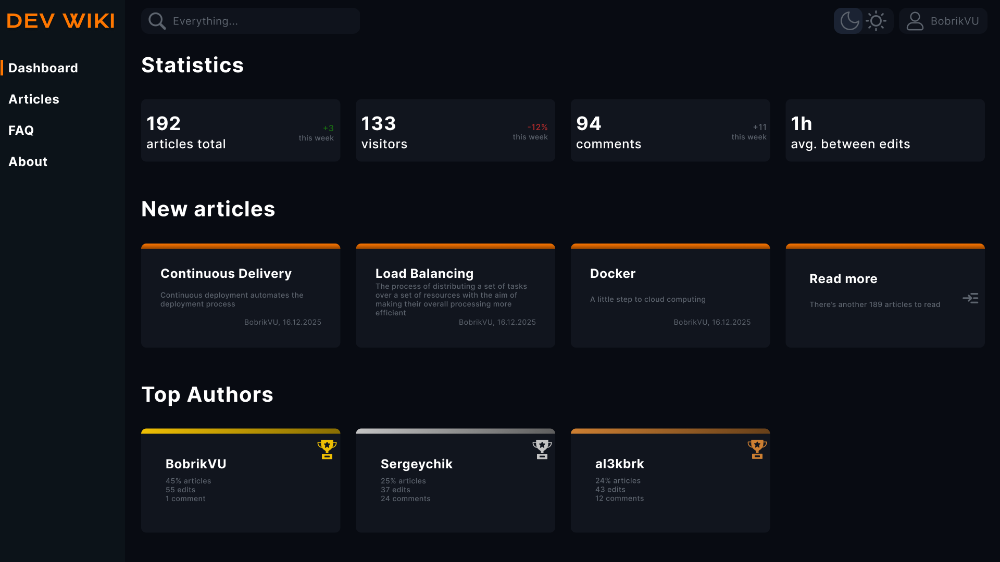 DEV WIKI
Everything...
BobrikVU
Dashboard
Articles
FAQ
About
Statistics
192
articles total
+3
this week
133
visitors
-12%
this week
94
comments
+11
this week
1h
avg. between edits
New articles
Continuous Delivery
Continuous deployment automates the
deployment process
BobrikVU, 16.12.2025
Load Balancing
The process of distributing a set of tasks
over a set of resources with the aim of
making their overall processing more
efficient
BobrikVU, 16.12.2025
Docker
A little step to cloud computing
BobrikVU, 16.12.2025
Read more
There's another 189 articles to read
Top Authors
BobrikVU
45% articles
55 edits
1 comment
Sergeychik
25% articles
37 edits
24 comments
al3kbrk
24% articles
43 edits
12 comments